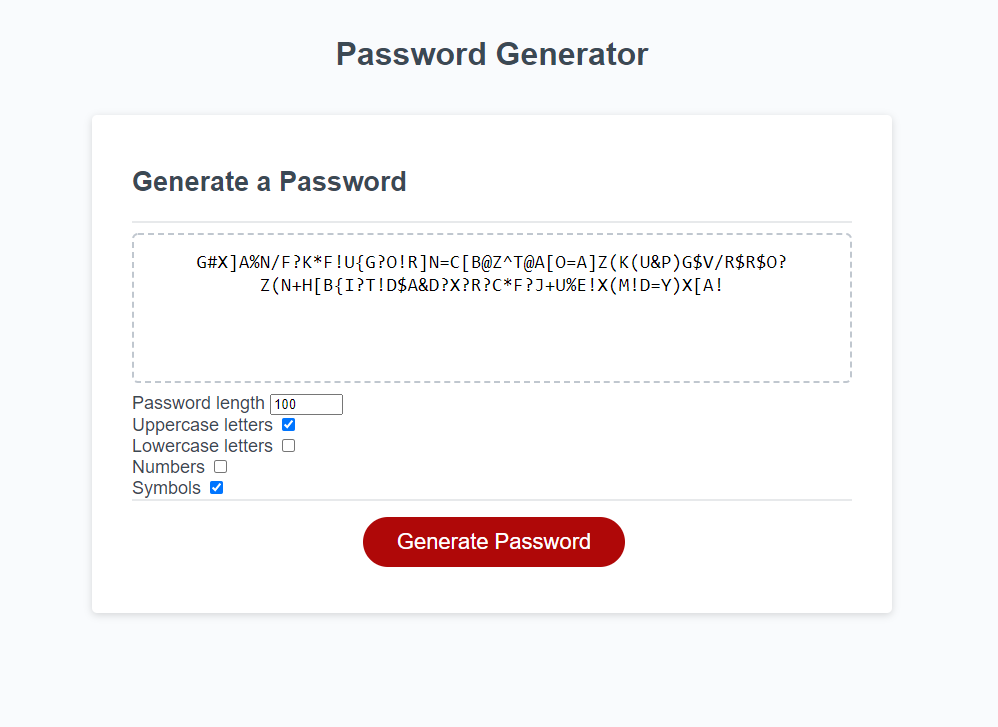 Password Generator
Generate a Password
G#X]A%N/F?K*F!U{G?O!R]N=C[B@Z^T@A[O=A]Z(K(U&P)G$V/R$R$O?
Z(N+H[B{I?T!D$A&D?X?R?C*F?J+U%E!X(M!D=Y)X[A!
Password length 100
Uppercase letters
Lowercase letters
Numbers
Symbols
Generate Password